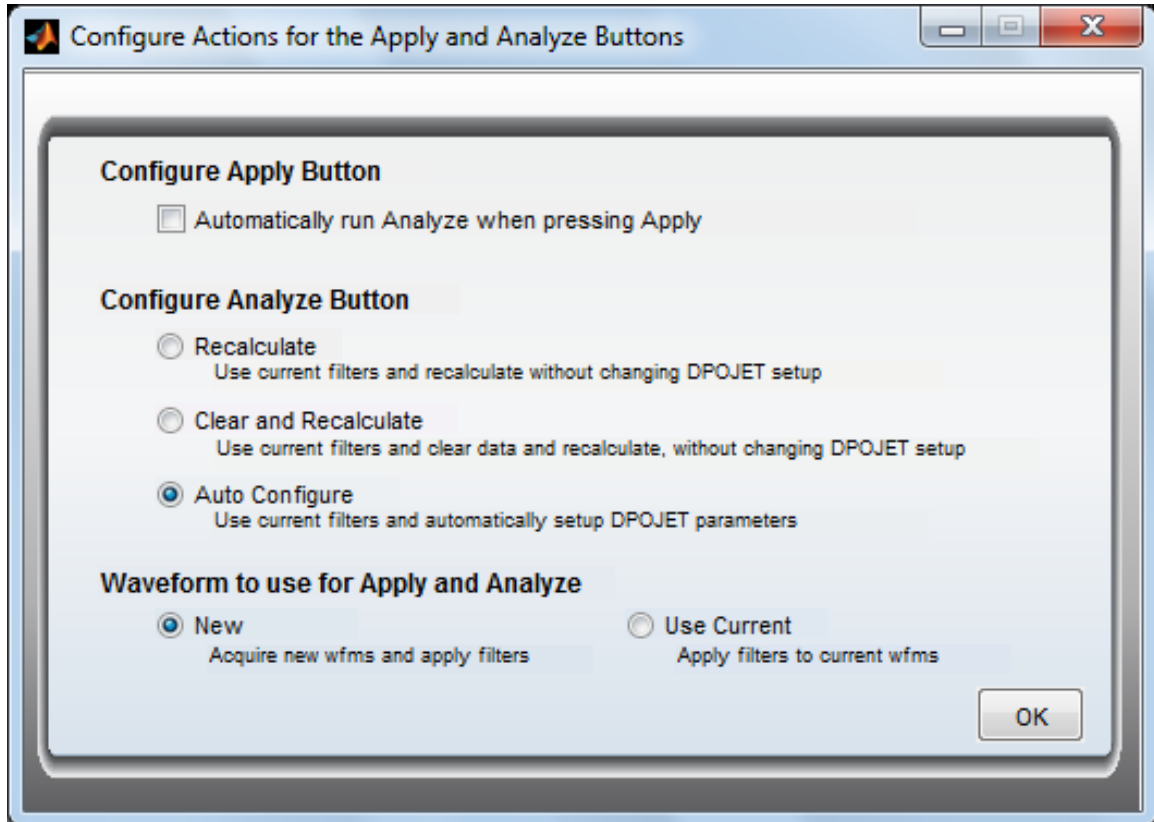 Configure Actions for the Apply and Analyze Buttons
Configure Apply Button
Automatically run Analyze when pressing Apply
Configure Analyze Button
Recalculate
Use current filters and recalculate without changing DPOJET setup
Clear and Recalculate
Use current filters and clear data and recalculate, without changing DPOJET setup
Auto Configure
Use current filters and automatically setup DPOJET parameters
Waveform to use for Apply and Analyze
New
Acquire new wfms and apply filters
Use Current
Apply filters to current wfms
OK